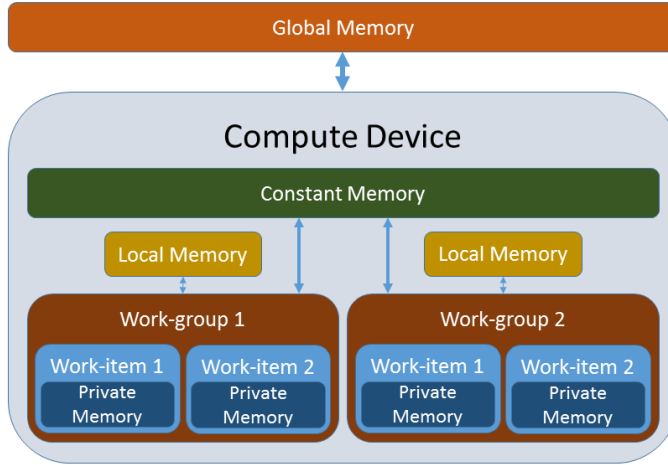 Global Memory
Compute Device
Constant Memory
Local Memory
Local Memory
Work-group 1
Work-item 1
Private
Memory
Work-item 2
Private
Memory
Work-group 2
Work-item 1
Private
Memory
Work-item 2
Private
Memory